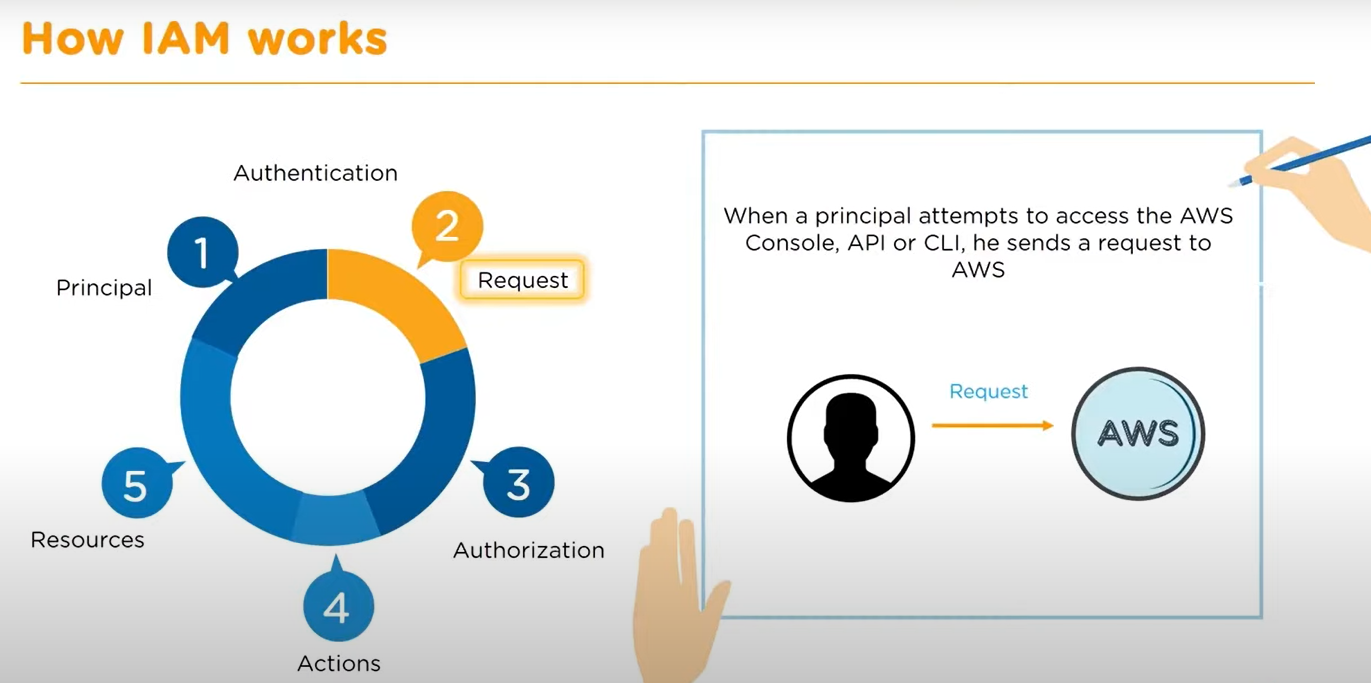 How IAM works
Authentication
1
2
Principal
Request
5
3
Resources
Authorization
4
Actions
When a principal attempts to access the AWS
Console, API or CLI, he sends a request to
AWS
Request
AWS